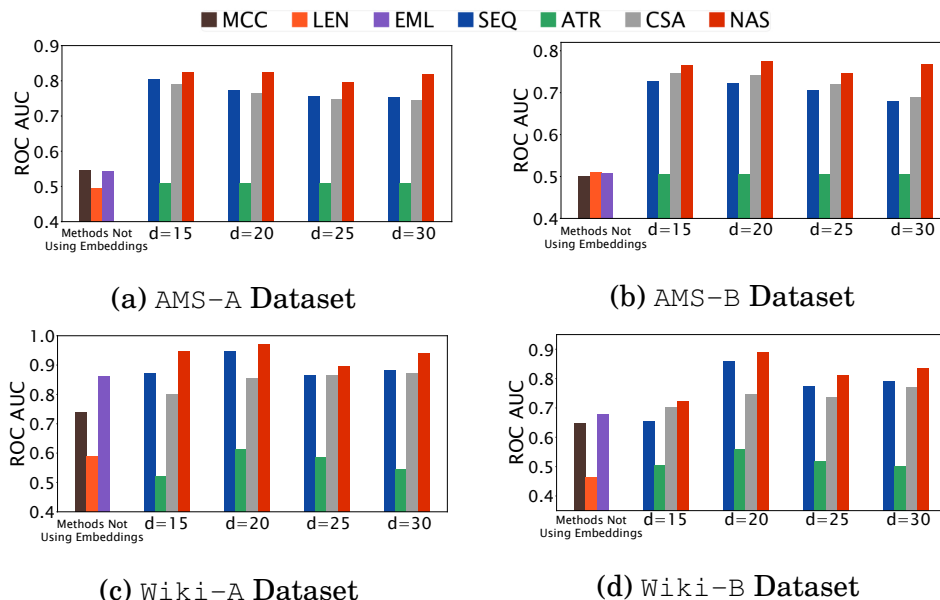 MCC LEN EML SEQ ATR CSA NAS
0.9
0.8
0.7
0.6
0.5
0.4
ROC AUC
Methods Not
Using Embeddings
d=15 d=20 d=25 d=30
(a) AMS-A Dataset
0.8
0.7
0.6
0.5
0.4
ROC AUC
Methods Not
Using Embeddings
d=15 d=20 d=25 d=30
(b) AMS-B Dataset
1.0
0.9
0.8
0.7
0.6
0.5
0.4
ROC AUC
Methods Not
Using Embeddings
d=15 d=20 d=25 d=30
(c) Wiki-A Dataset
0.9
0.8
0.7
0.6
0.5
0.4
ROC AUC
Methods Not
Using Embeddings
d=15 d=20 d=25 d=30
(d) Wiki-B Dataset